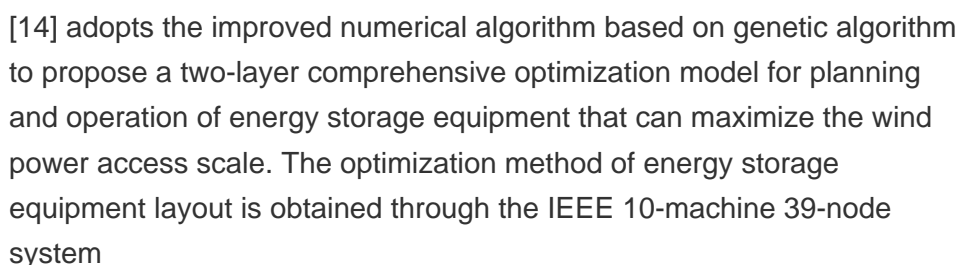 [14] adopts the improved numerical algorithm based on genetic algorithm
to propose a two-layer comprehensive optimization model for planning
and operation of energy storage equipment that can maximize the wind
power access scale. The optimization method of energy storage
equipment layout is obtained through the IEEE 10-machine 39-node
system